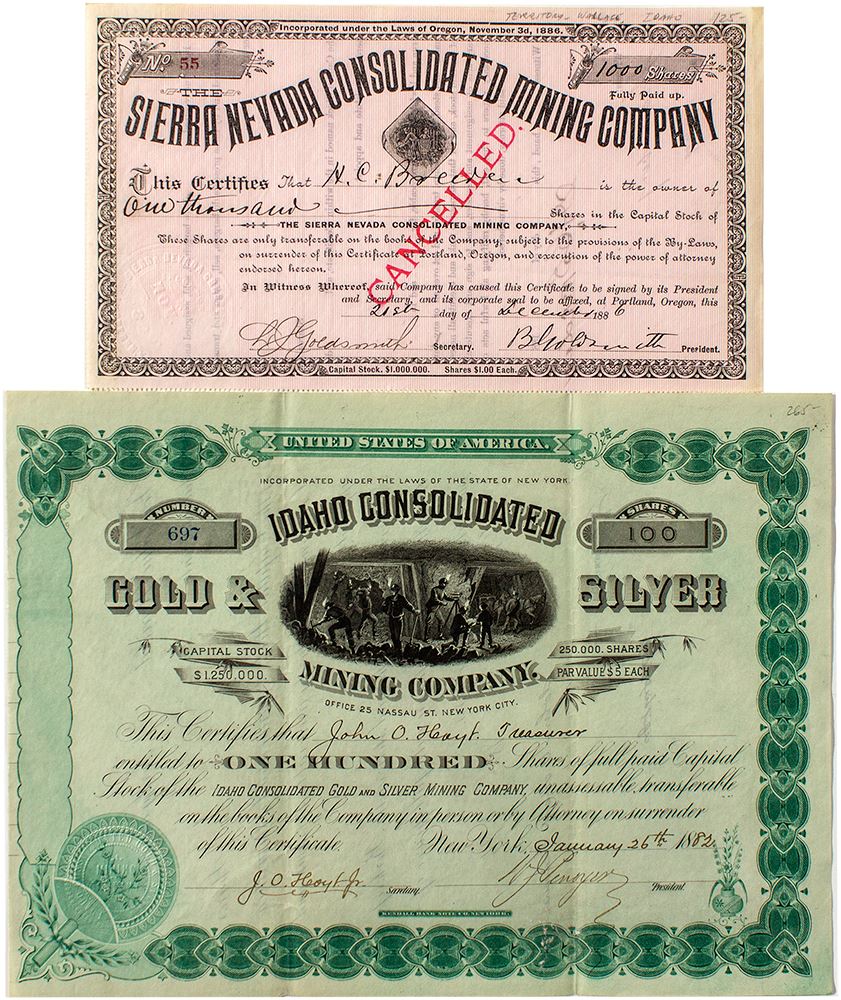 TERRITORY WALLACE IDAHO 125-
Incorporated under the Laws of Oregon, November 3d, 1886.
No. 55
1000 Shares
Fully Paid up.
THE
SIERRA NEVADA CONSOLIDATED MINING COMPANY
CANCELLED.
This Certifies That H. C. Breeden is the owner of
One thousand Shares in the Capital Stock of
THE SIERRA NEVADA CONSOLIDATED MINING COMPANY,
These Shares are only transferable on the books of the Company, subject to the provisions of the By-Laws,
on surrender of this Certificate at Portland, Oregon, and execution of the power of attorney
endorsed hereon.
In Witness Whereof, said Company has caused this Certificate to be signed by its President
and Secretary, and its corporate seal to be affixed, at Portland, Oregon, this
21st day of December 1886
L. J. Goldsmith Secretary. B. Goldsmith President.
Capital Stock. $1,000.000. Shares $1.00 Each.
265-
UNITED STATES OF AMERICA.
INCORPORATED UNDER THE LAWS OF THE STATE OF NEW YORK
NUMBER
697
SHARES
100
IDAHO CONSOLIDATED
GOLD & SILVER
MINING COMPANY.
CAPITAL STOCK
$1.250.000.
250.000. SHARES
PAR VALUE $5 EACH
OFFICE 25 NASSAU ST. NEW YORK CITY.
This Certifies that John O. Hoyt. Treasurer
entitled to ONE HUNDRED Shares of full paid Capital
Stock of the IDAHO CONSOLIDATED GOLD AND SILVER MINING COMPANY, unassessable, transferable
on the books of the Company in person or by Attorney on surrender
of this Certificate. New York, January 26th 1882
J. O. Hoyt Jr. Secretary. President.
KENDALL BANK NOTE CO. NEW YORK.